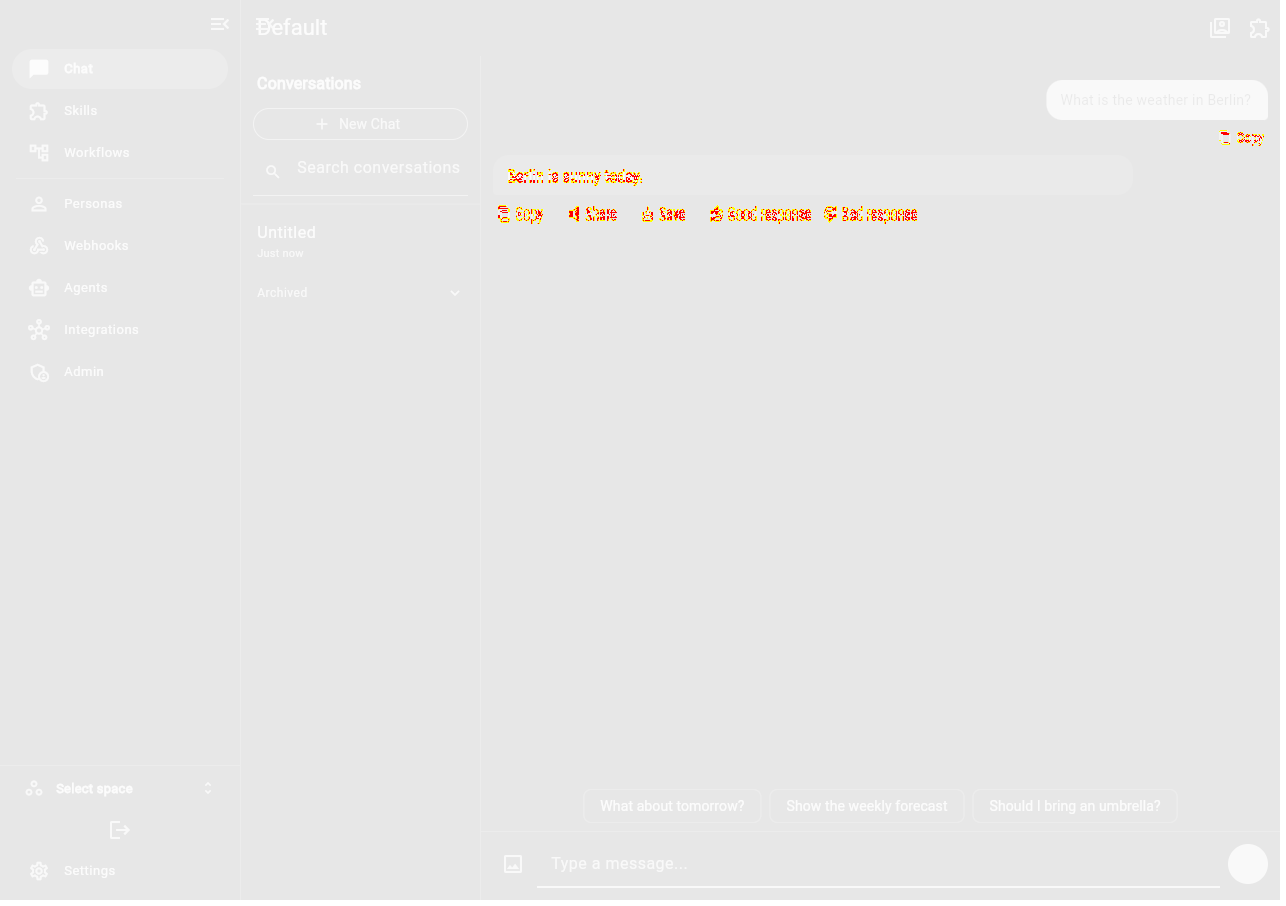 Default
Chat
Skills
Workflows
Personas
Webhooks
Agents
Integrations
Admin
Select space
Settings
Conversations
New Chat
Search conversations
Untitled
Just now
Archived
What is the weather in Berlin?
Copy
Berlin is sunny today.
Copy
Share
Save
Good response
Bad response
What about tomorrow?
Show the weekly forecast
Should I bring an umbrella?
Type a message...